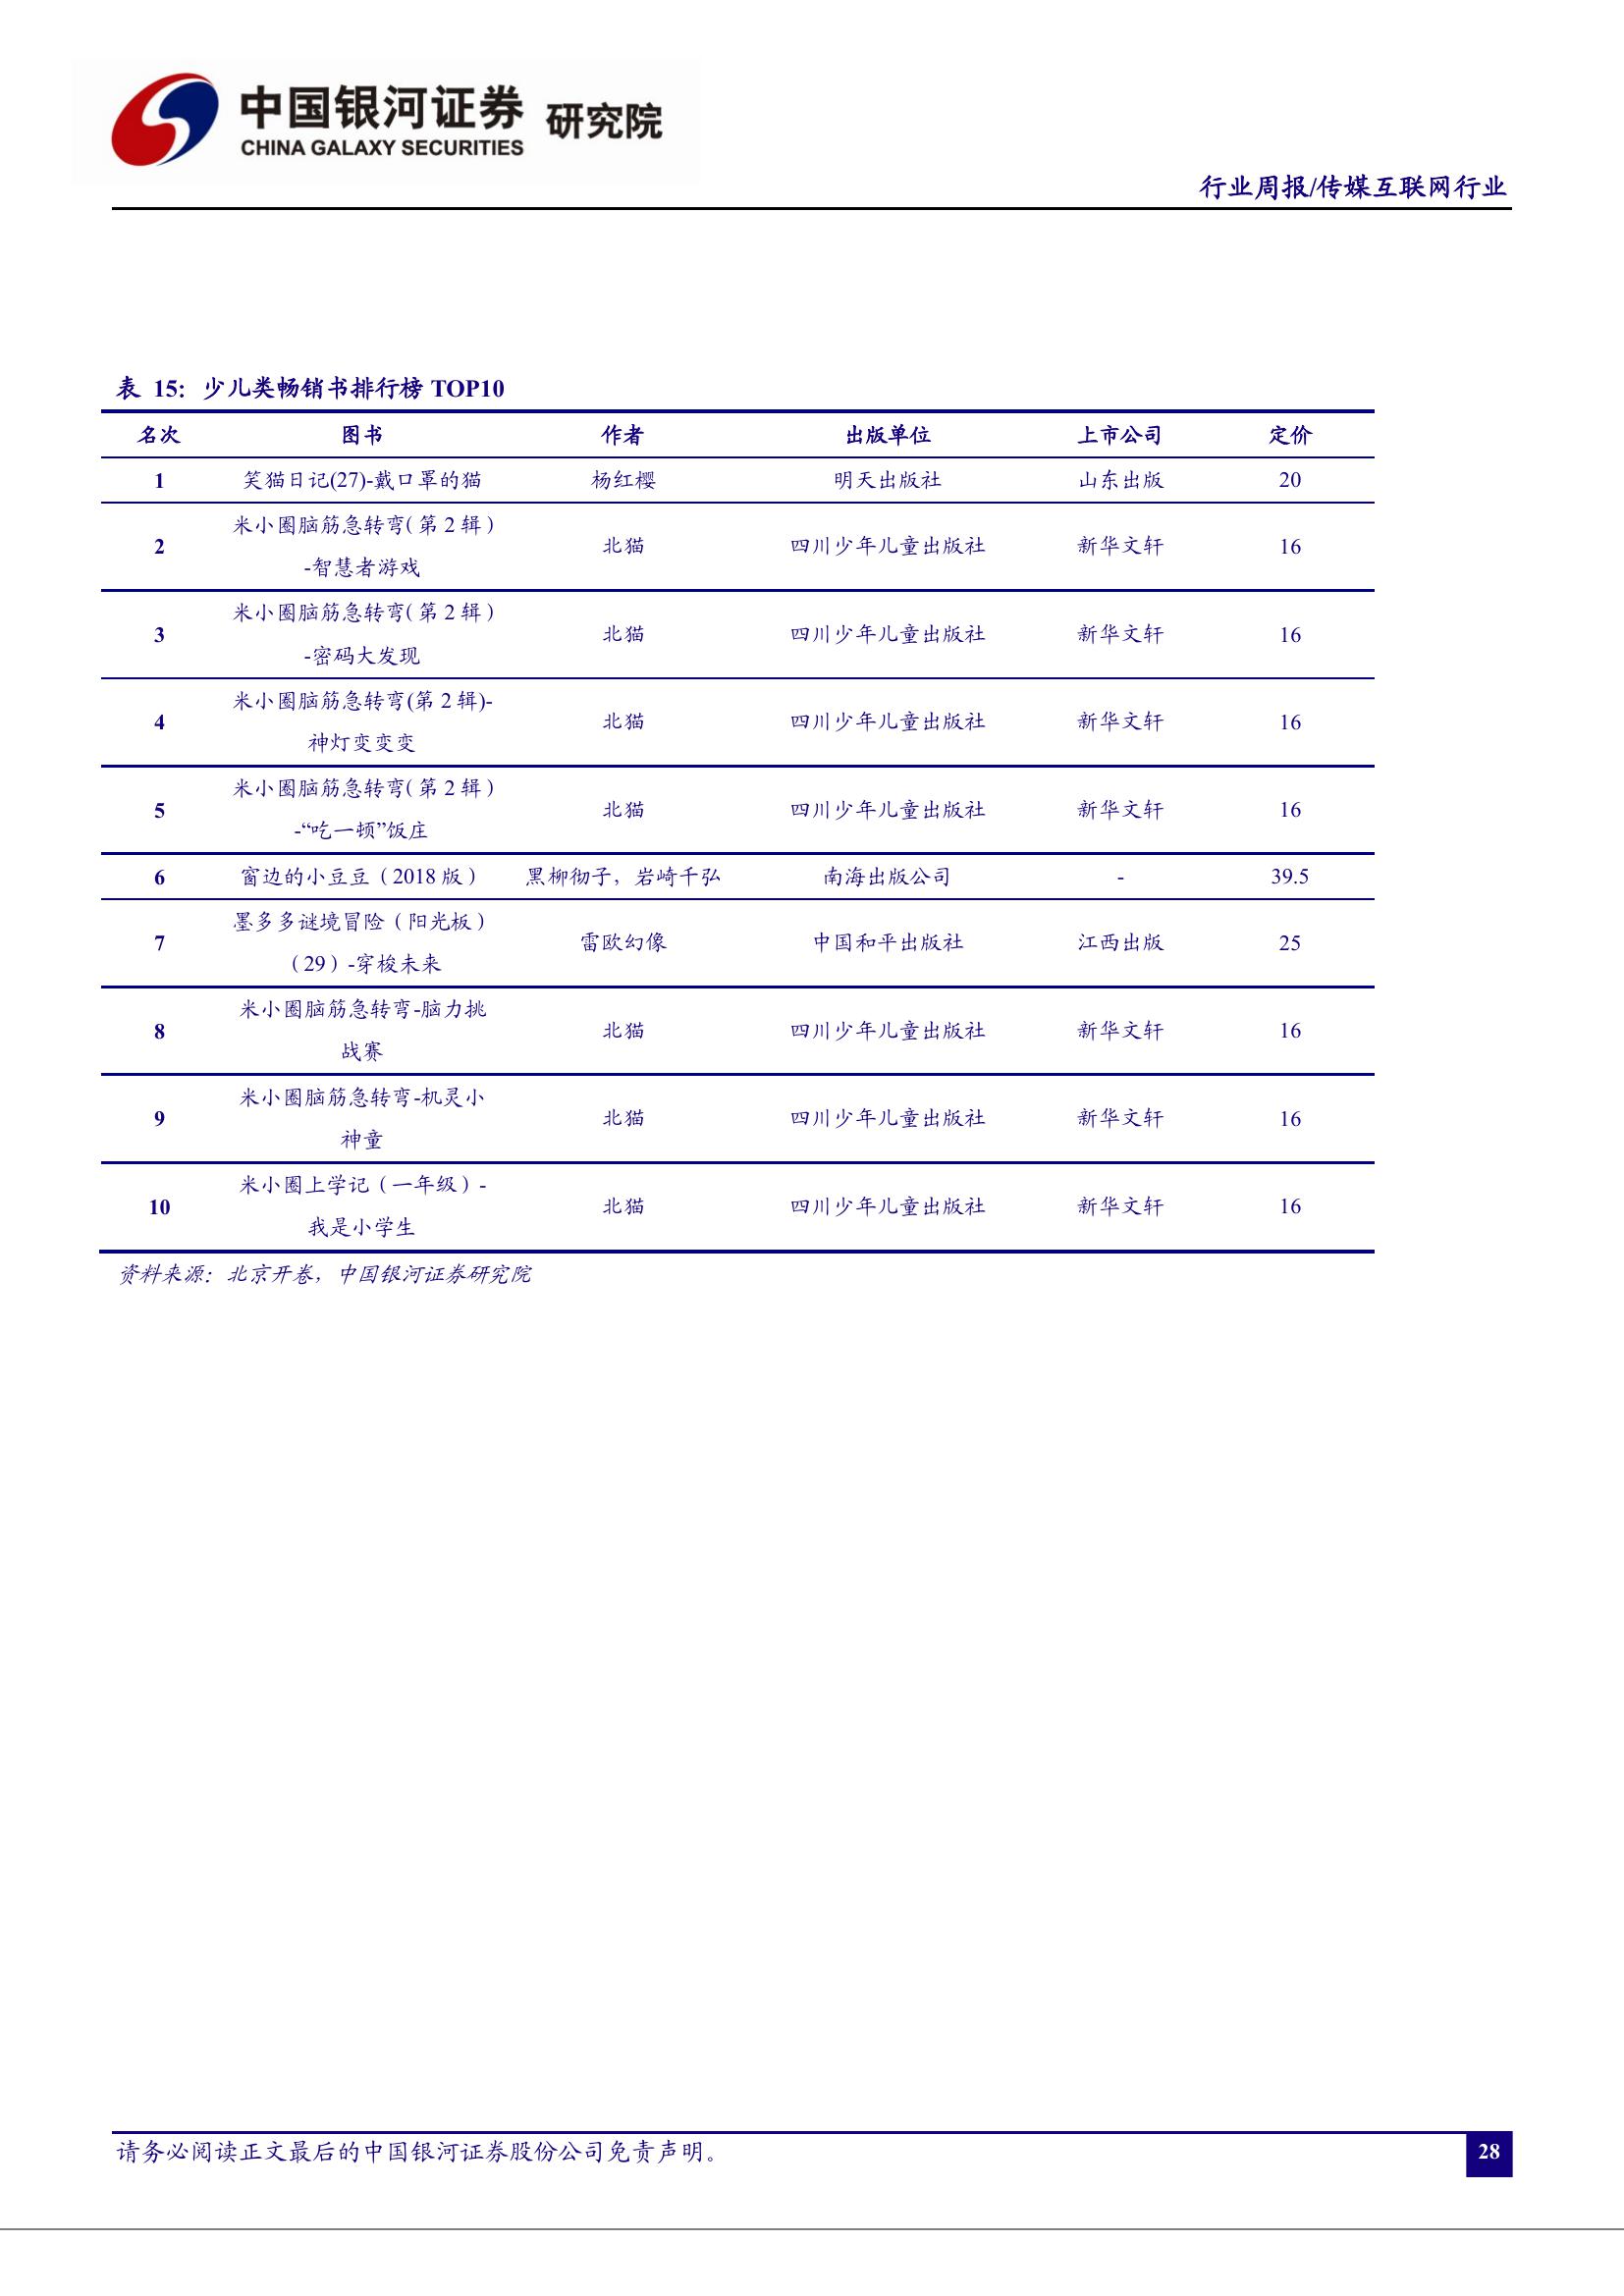 中国银河证券 研究院
CHINA GALAXY SECURITIES
行业周报/传媒互联网行业
表 15：少儿类畅销书排行榜 TOP10
名次 图书 作者 出版单位 上市公司 定价
1 笑猫日记(27)-戴口罩的猫 杨红樱 明天出版社 山东出版 20
米小圈脑筋急转弯（第 2 辑）
2 北猫 四川少年儿童出版社 新华文轩 16
-智慧者游戏
米小圈脑筋急转弯（第 2 辑）
3 北猫 四川少年儿童出版社 新华文轩 16
-密码大发现
米小圈脑筋急转弯(第 2 辑)-
4 北猫 四川少年儿童出版社 新华文轩 16
神灯变变变
米小圈脑筋急转弯（第 2 辑）
5 北猫 四川少年儿童出版社 新华文轩 16
-“吃一顿”饭庄
6 窗边的小豆豆（2018 版） 黑柳彻子，岩崎千弘 南海出版公司 - 39.5
墨多多谜境冒险（阳光板）
7 雷欧幻像 中国和平出版社 江西出版 25
（29）-穿梭未来
米小圈脑筋急转弯-脑力挑
8 北猫 四川少年儿童出版社 新华文轩 16
战赛
米小圈脑筋急转弯-机灵小
9 北猫 四川少年儿童出版社 新华文轩 16
神童
米小圈上学记（一年级）-
10 北猫 四川少年儿童出版社 新华文轩 16
我是小学生
资料来源：北京开卷，中国银河证券研究院
请务必阅读正文最后的中国银河证券股份公司免责声明。
28